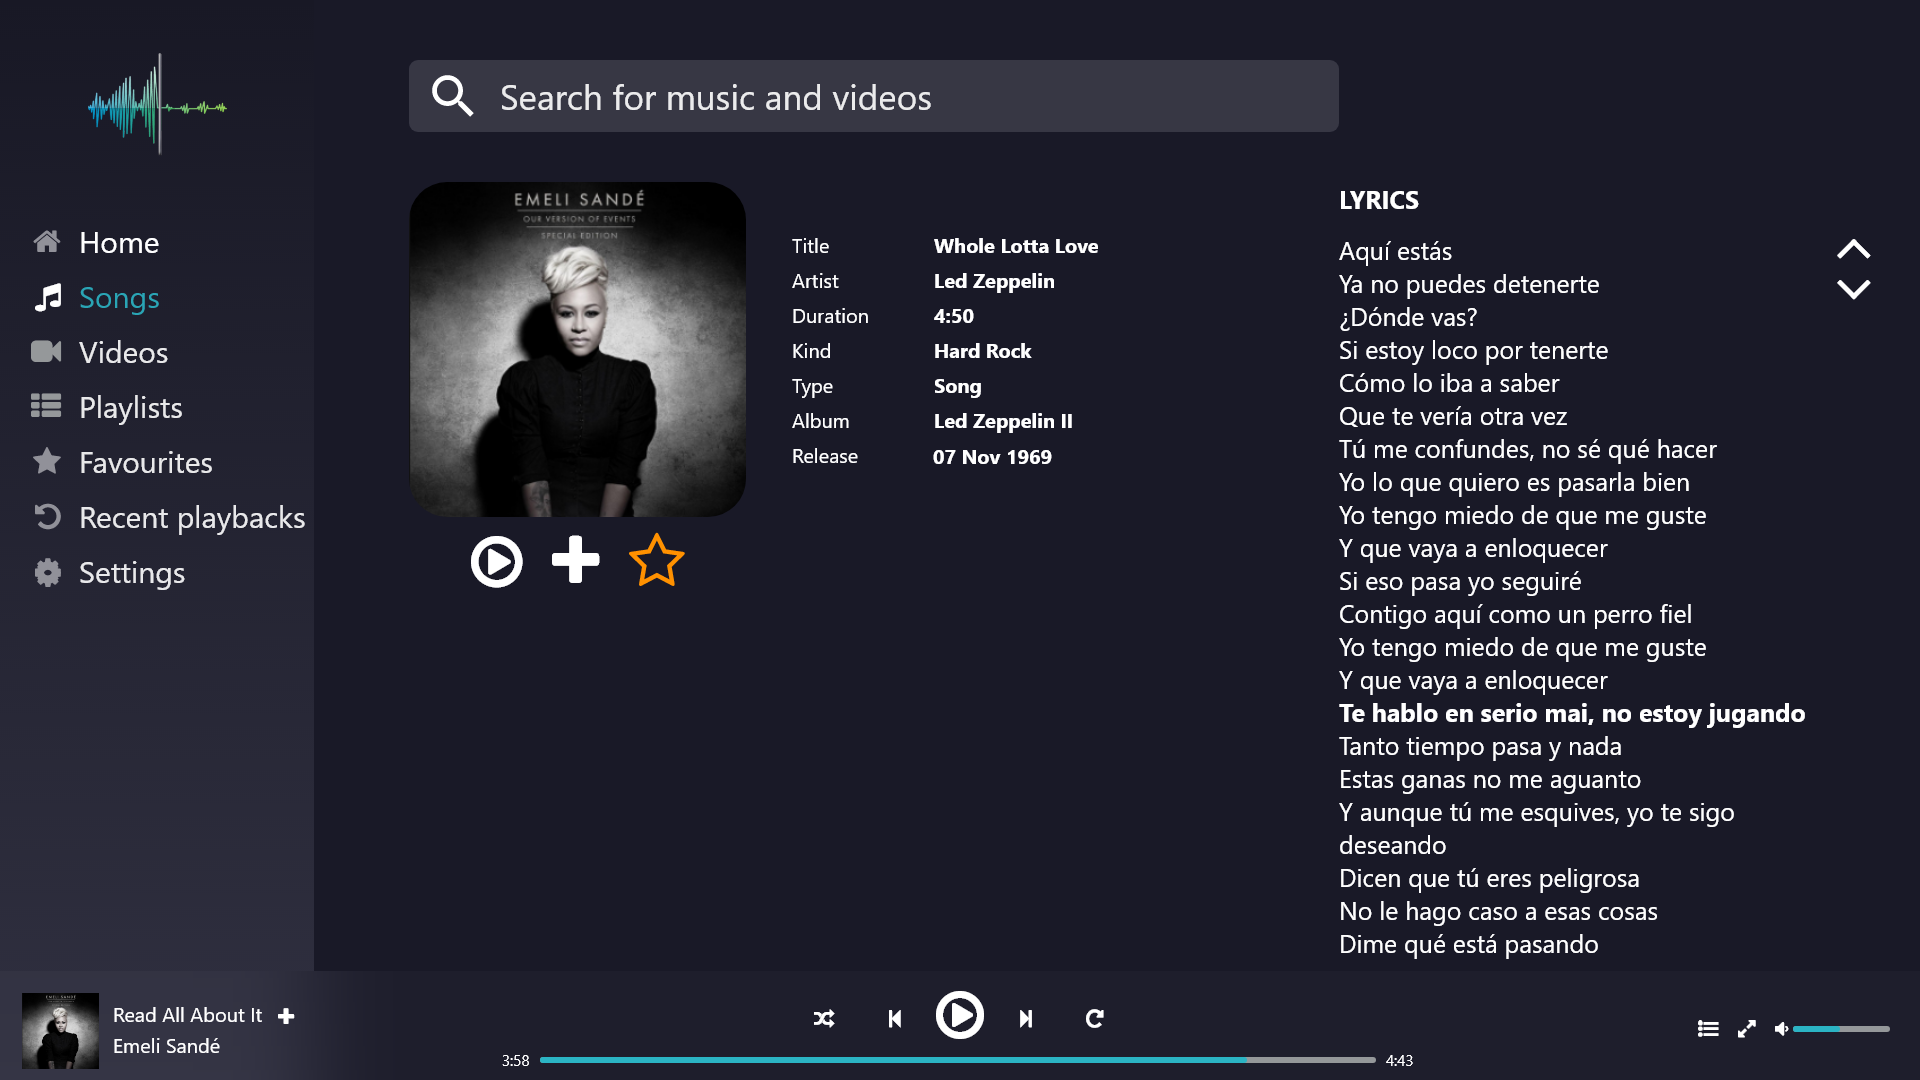 Search for music and videos
Home
Songs
Videos
Playlists
Favourites
Recent playbacks
Settings
EMELI SANDÉ
OUR VERSION OF EVENTS
SPECIAL EDITION
Title Whole Lotta Love
Artist Led Zeppelin
Duration 4:50
Kind Hard Rock
Type Song
Album Led Zeppelin II
Release 07 Nov 1969
LYRICS
Aquí estás
Ya no puedes detenerte
¿Dónde vas?
Si estoy loco por tenerte
Cómo lo iba a saber
Que te vería otra vez
Tú me confundes, no sé qué hacer
Yo lo que quiero es pasarla bien
Yo tengo miedo de que me guste
Y que vaya a enloquecer
Si eso pasa yo seguiré
Contigo aquí como un perro fiel
Yo tengo miedo de que me guste
Y que vaya a enloquecer
Te hablo en serio mai, no estoy jugando
Tanto tiempo pasa y nada
Estas ganas no me aguanto
Y aunque tú me esquives, yo te sigo
deseando
Dicen que tú eres peligrosa
No le hago caso a esas cosas
Dime qué está pasando
EMELI SANDÉ
Read All About It
Emeli Sandé
3:58
4:43